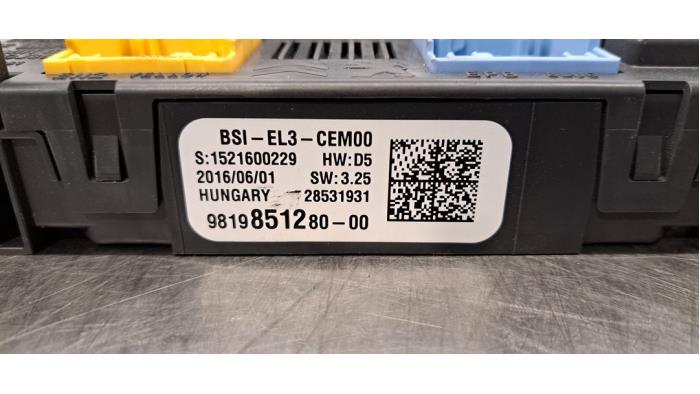 BSI-EL3-CEM00
S:1521600229 HW:D5
2016/06/01 SW:3.25
HUNGARY 28531931
9819851280-00